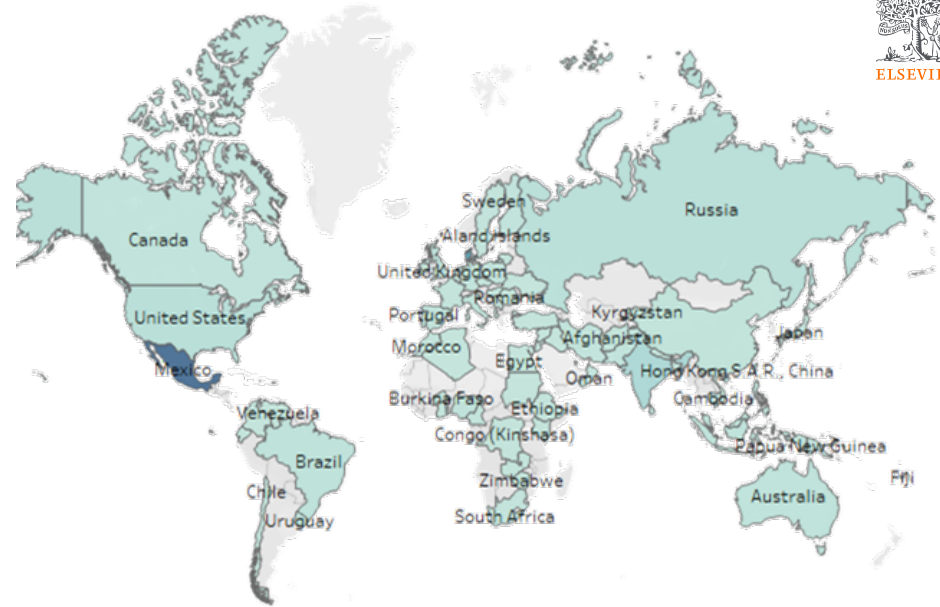 ELSEVIE
Sweden
Russia
Aland Islands
Canada
United Kingdom
Romania
Kyrgyzstan
United States
Portugal
Japan
Afghanistan
Morocco
Egypt
Mexico
Hong Kong S.A.R., China
Oman
Burkina Faso
Cambodia
Ethiopia
Venezuela
Congo (Kinshasa)
Papua New Guinea
Brazil
Zimbabwe
Fiji
Chile
Australia
Uruguay
South Africa